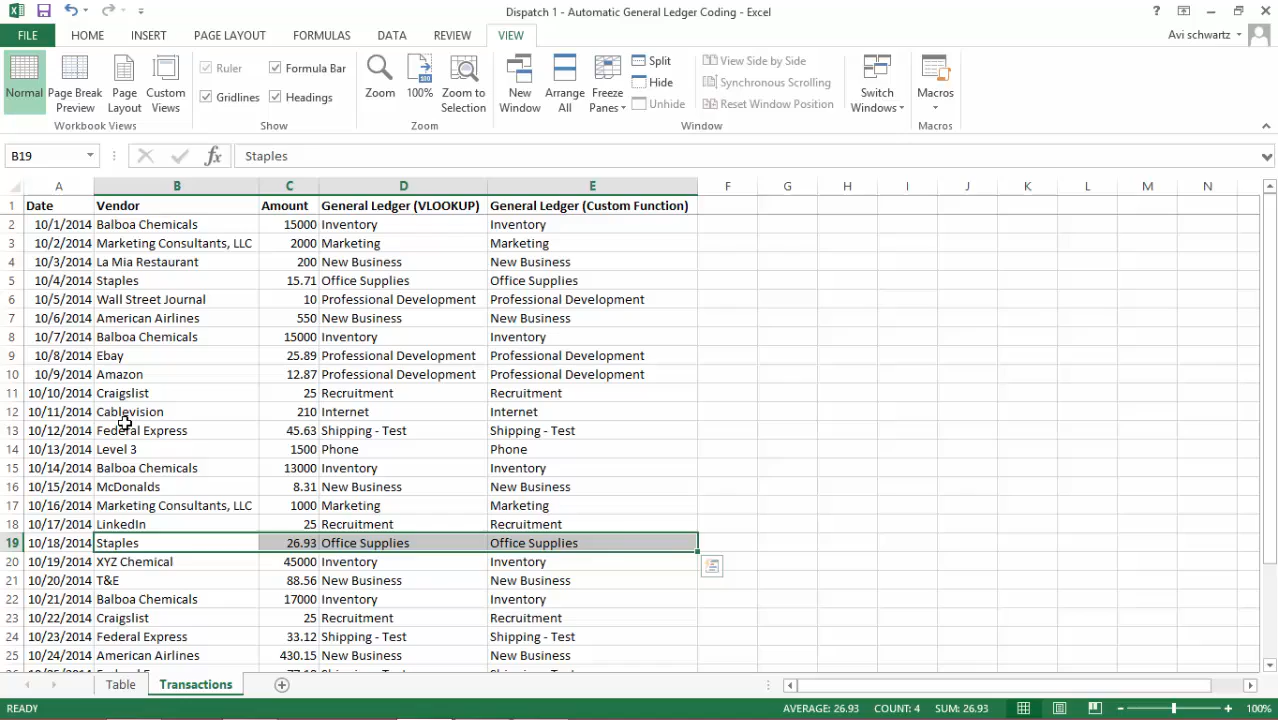 Dispatch 1 - Automatic General Ledger Coding - Excel
?
FILE HOME INSERT PAGE LAYOUT FORMULAS DATA REVIEW VIEW Avi schwartz
Normal Page Break Preview Page Layout Custom Views
Ruler Formula Bar
Gridlines Headings
Zoom 100% Zoom to Selection
New Window Arrange All Freeze Panes
Split
Hide
Unhide
View Side by Side
Synchronous Scrolling
Reset Window Position
Switch Windows Macros
Workbook Views Show Zoom Window Macros
B19 fx Staples
A B C D E F G H I J K L M N
1 Date Vendor Amount General Ledger (VLOOKUP) General Ledger (Custom Function)
2 10/1/2014 Balboa Chemicals 15000 Inventory Inventory
3 10/2/2014 Marketing Consultants, LLC 2000 Marketing Marketing
4 10/3/2014 La Mia Restaurant 200 New Business New Business
5 10/4/2014 Staples 15.71 Office Supplies Office Supplies
6 10/5/2014 Wall Street Journal 10 Professional Development Professional Development
7 10/6/2014 American Airlines 550 New Business New Business
8 10/7/2014 Balboa Chemicals 15000 Inventory Inventory
9 10/8/2014 Ebay 25.89 Professional Development Professional Development
10 10/9/2014 Amazon 12.87 Professional Development Professional Development
11 10/10/2014 Craigslist 25 Recruitment Recruitment
12 10/11/2014 Cablevision 210 Internet Internet
13 10/12/2014 Federal Express 45.63 Shipping - Test Shipping - Test
14 10/13/2014 Level 3 1500 Phone Phone
15 10/14/2014 Balboa Chemicals 13000 Inventory Inventory
16 10/15/2014 McDonalds 8.31 New Business New Business
17 10/16/2014 Marketing Consultants, LLC 1000 Marketing Marketing
18 10/17/2014 LinkedIn 25 Recruitment Recruitment
19 10/18/2014 Staples 26.93 Office Supplies Office Supplies
20 10/19/2014 XYZ Chemical 45000 Inventory Inventory
21 10/20/2014 T&E 88.56 New Business New Business
22 10/21/2014 Balboa Chemicals 17000 Inventory Inventory
23 10/22/2014 Craigslist 25 Recruitment Recruitment
24 10/23/2014 Federal Express 33.12 Shipping - Test Shipping - Test
25 10/24/2014 American Airlines 430.15 New Business New Business
Table Transactions
READY AVERAGE: 26.93 COUNT: 4 SUM: 26.93 100%